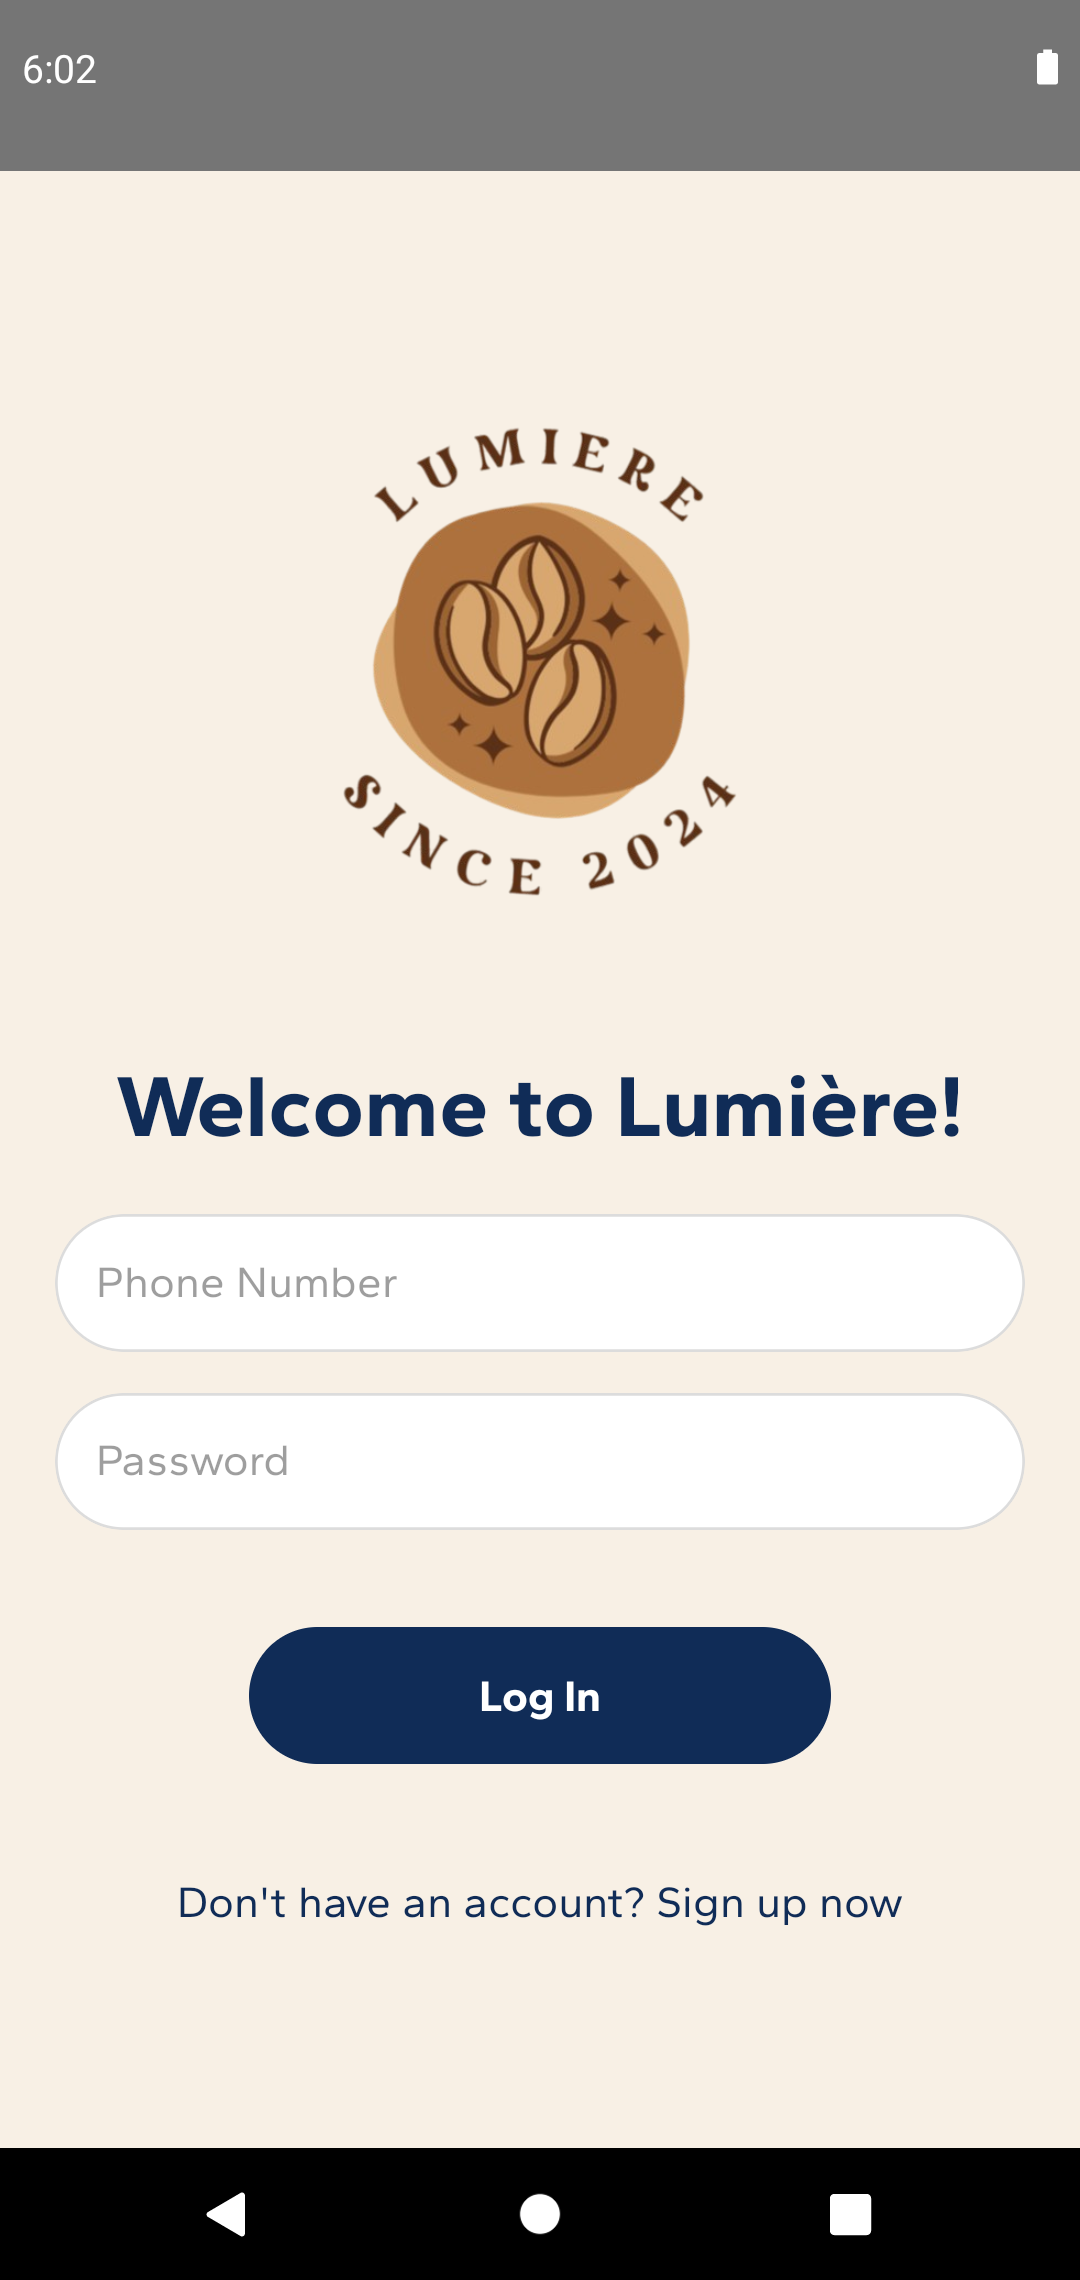 6:02
LUMIERE
SINCE 2024
Welcome to Lumière!
Phone Number
Password
Log In
Don't have an account? Sign up now